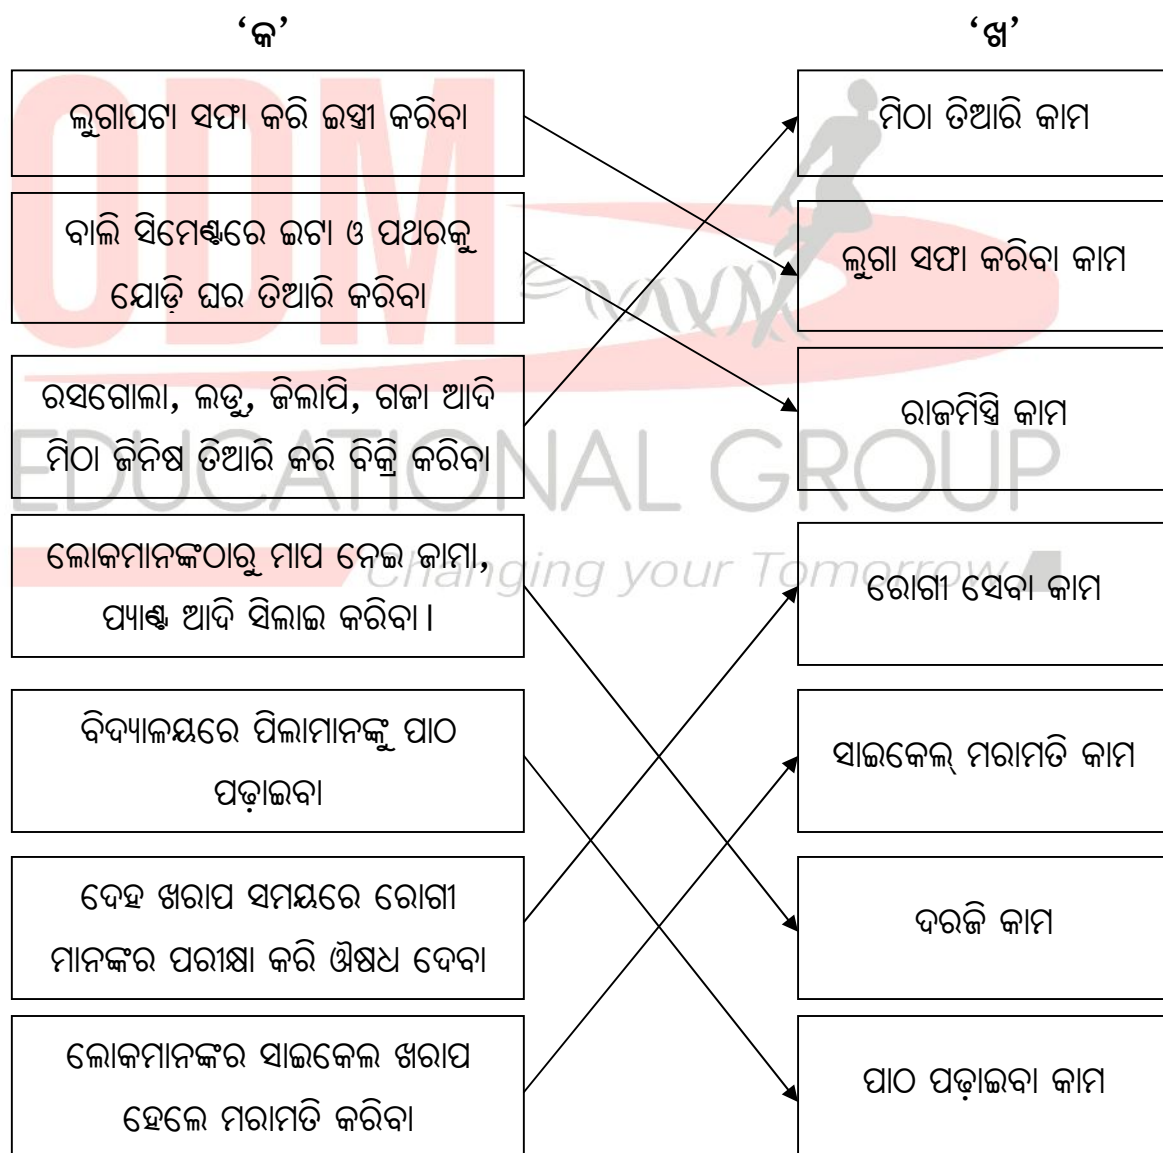 ‘କ’
‘ଖ’
ଲୁଗାପଟା ସଫା କରି ଇସ୍ତ୍ରୀ କରିବା
ମିଠା ତିଆରି କାମ
ବାଲି ସିମେଣ୍ଟରେ ଇଟା ଓ ପଥରକୁ
ଯୋଡ଼ି ଘର ତିଆରି କରିବା
ଲୁଗା ସଫା କରିବା କାମ
ରସଗୋଲା, ଲଡୁ, ଜିଲାପି, ଗଜା ଆଦି
ମିଠା ଜିନିଷ ତିଆରି କରି ବିକ୍ରି କରିବା
ରାଜମିସ୍ତ୍ରି କାମ
ଲୋକମାନଙ୍କଠାରୁ ମାପ ନେଇ ଜାମା,
ପ୍ୟାଣ୍ଟ ଆଦି ସିଲାଇ କରିବା।
ରୋଗୀ ସେବା କାମ
ବିଦ୍ୟାଳୟରେ ପିଲାମାନଙ୍କୁ ପାଠ
ପଢ଼ାଇବା
ସାଇକେଲ୍ ମରାମତି କାମ
ଦେହ ଖରାପ ସମୟରେ ରୋଗୀ
ମାନଙ୍କର ପରୀକ୍ଷା କରି ଔଷଧ ଦେବା
ଦରଜି କାମ
ଲୋକମାନଙ୍କର ସାଇକେଲ ଖରାପ
ହେଲେ ମରାମତି କରିବା
ପାଠ ପଢ଼ାଇବା କାମ
ODM
EDUCATIONAL GROUP
Changing your Tomorrow